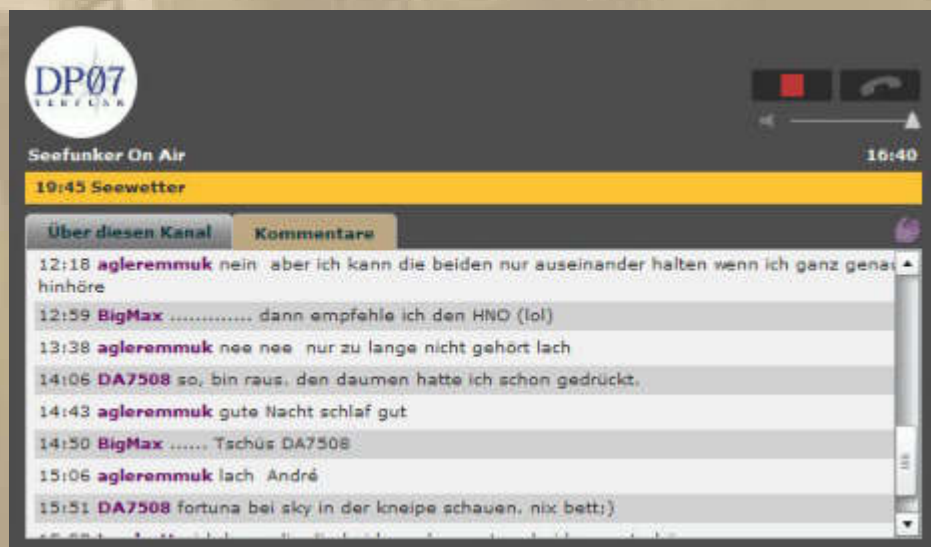 DP07
SEEFUNK
Seefunker On Air
16:40
19:45 Seewetter
Über diesen Kanal
Kommentare
12:18 agleremmuk nein aber ich kann die beiden nur auseinander halten wenn ich ganz genau
hinhöre
12:59 BigMax ............. dann empfehle ich den HNO (lol)
13:38 agleremmuk nee nee nur zu lange nicht gehört lach
14:06 DA7508 so, bin raus. den daumen hatte ich schon gedrückt.
14:43 agleremmuk gute Nacht schlaf gut
14:50 BigMax ...... Tschüs DA7508
15:06 agleremmuk lach André
15:51 DA7508 fortuna bei sky in der kneipe schauen. nix bett;)